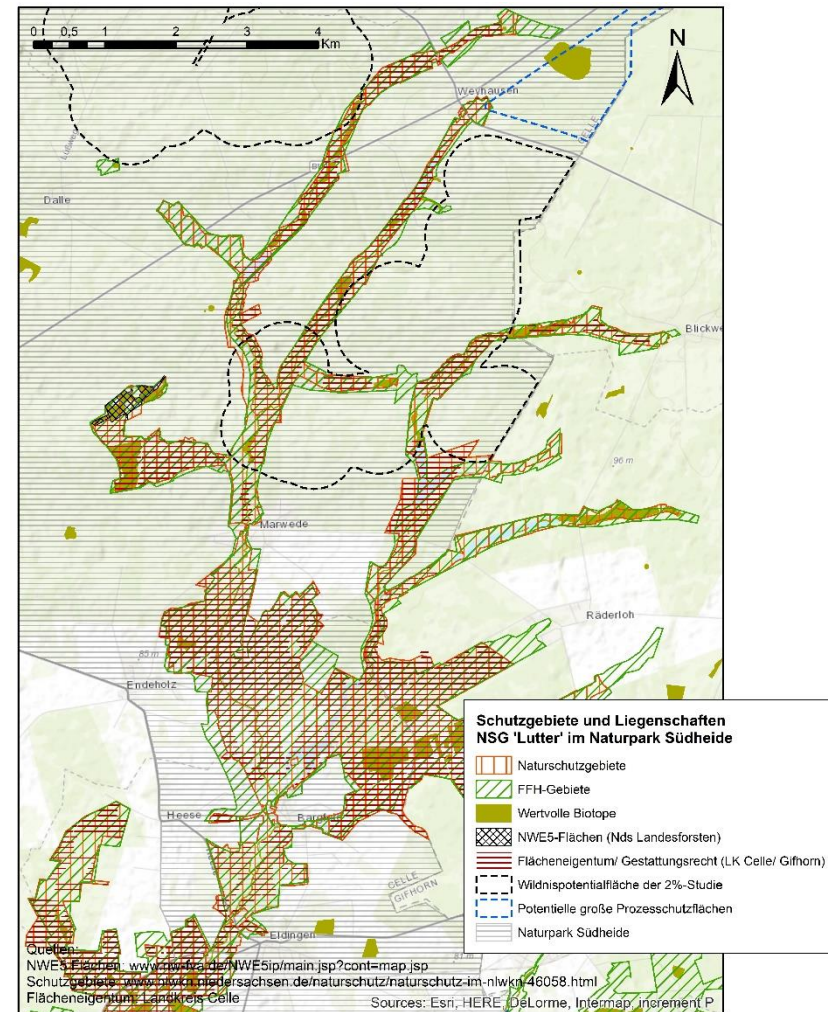 0 0,5 1 2 3 4
Km
N
Weyhausen
CELLE
Dalle
Blickwe
96 m
Marwede
Räderloh
85 m
Endeholz
Heese
Bargfeld
CELLE
GIFHORN
Eldingen
81 m
Schutzgebiete und Liegenschaften
NSG 'Lutter' im Naturpark Südheide
Naturschutzgebiete
FFH-Gebiete
Wertvolle Biotope
NWE5-Flächen (Nds Landesforsten)
Flächeneigentum/ Gestattungsrecht (LK Celle/ Gifhorn)
Wildnispotentialfläche der 2%-Studie
Potentielle große Prozesschutzflächen
Naturpark Südheide
Quellen:
NWE5 Flächen: www.nw-fva.de/NWE5ip/main.jsp?cont=map.jsp
Schutzgebiete: www.nlwkn.niedersachsen.de/naturschutz/naturschutz-im-nlwkn-46058.html
Flächeneigentum: Landkreis Celle
Sources: Esri, HERE, DeLorme, Intermap, increment P